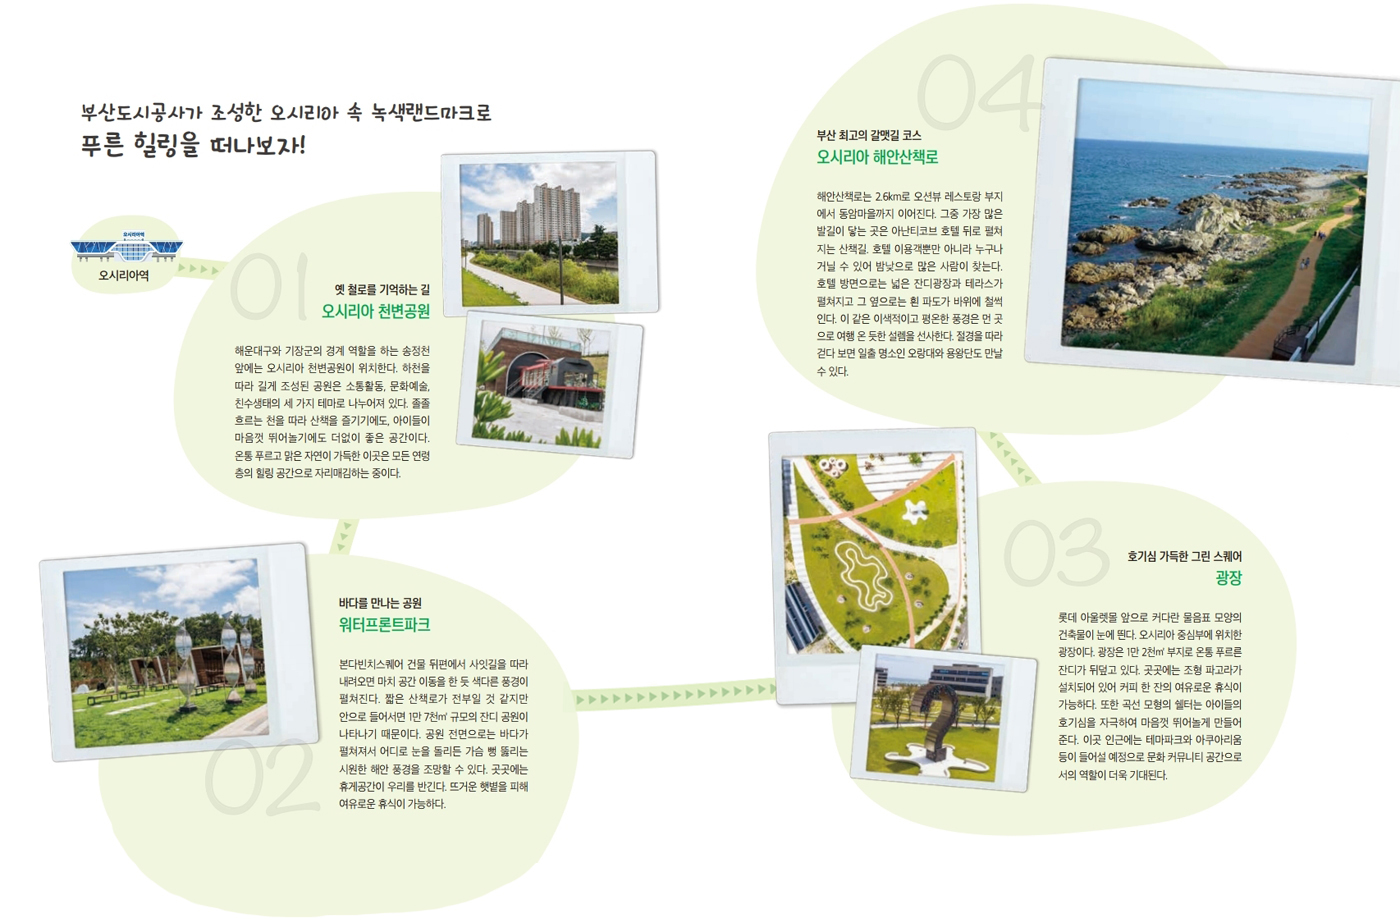 부산도시공사가 조성한 오시리아 속 녹색랜드마크로
푸른 힐링을 떠나보자!
오시리아역
오시리아역
01
옛 철로를 기억하는 길
오시리아 천변공원
해운대구와 기장군의 경계 역할을 하는 송정천
앞에는 오시리아 천변공원이 위치한다. 하천을
따라 길게 조성된 공원은 소통활동, 문화예술,
친수생태의 세 가지 테마로 나누어져 있다. 졸졸
흐르는 천을 따라 산책을 즐기기에도, 아이들이
마음껏 뛰어놀기에도 더없이 좋은 공간이다.
온통 푸르고 맑은 자연이 가득한 이곳은 모든 연령
층의 힐링 공간으로 자리매김하는 중이다.
02
바다를 만나는 공원
워터프론트파크
본다빈치스퀘어 건물 뒤편에서 사잇길을 따라
내려오면 마치 공간 이동을 한 듯 색다른 풍경이
펼쳐진다. 짧은 산책로가 전부일 것 같지만
안으로 들어서면 1만 7천㎡ 규모의 잔디 공원이
나타나기 때문이다. 공원 전면으로는 바다가
펼쳐져서 어디로 눈을 돌리든 가슴 뻥 뚫리는
시원한 해안 풍경을 조망할 수 있다. 곳곳에는
휴게공간이 우리를 반긴다. 뜨거운 햇볕을 피해
여유로운 휴식이 가능하다.
03
호기심 가득한 그린 스퀘어
광장
롯데 아울렛몰 앞으로 커다란 물음표 모양의
건축물이 눈에 띈다. 오시리아 중심부에 위치한
광장이다. 광장은 1만 2천㎡ 부지로 온통 푸르른
잔디가 뒤덮고 있다. 곳곳에는 조형 파고라가
설치되어 있어 커피 한 잔의 여유로운 휴식이
가능하다. 또한 곡선 모형의 쉘터는 아이들의
호기심을 자극하여 마음껏 뛰어놀게 만들어
준다. 이곳 인근에는 테마파크와 아쿠아리움
등이 들어설 예정으로 문화 커뮤니티 공간으로
서의 역할이 더욱 기대된다.
04
부산 최고의 갈맷길 코스
오시리아 해안산책로
해안산책로는 2.6km로 오션뷰 레스토랑 부지
에서 동암마을까지 이어진다. 그중 가장 많은
발길이 닿는 곳은 아난티코브 호텔 뒤로 펼쳐
지는 산책길. 호텔 이용객뿐만 아니라 누구나
거닐 수 있어 밤낮으로 많은 사람이 찾는다.
호텔 방면으로는 넓은 잔디광장과 테라스가
펼쳐지고 그 옆으로는 흰 파도가 바위에 철썩
인다. 이 같은 이색적이고 평온한 풍경은 먼 곳
으로 여행 온 듯한 설렘을 선사한다. 절경을 따라
걷다 보면 일출 명소인 오랑대와 용왕단도 만날
수 있다.